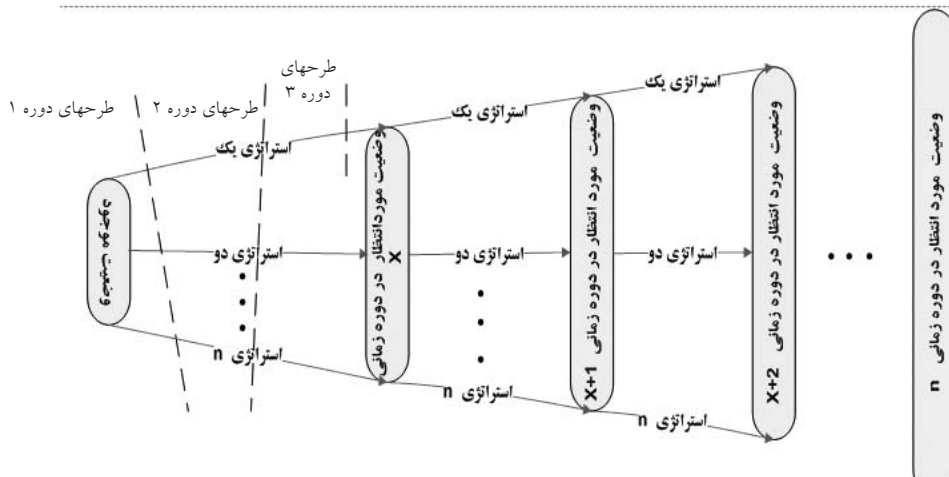 طرحهای
دوره ۳
طرحهای دوره ۲
طرحهای دوره ۱
استراتژی یک
استراتژی یک
استراتژی یک
وضعیت موجود
استراتژی دو
استراتژی دو
استراتژی دو
استراتژی n
استراتژی n
استراتژی n
وضعیت موردانتظار در دوره زمانی
X
وضعیت مورد انتظار در دوره زمانی X+1
وضعیت مورد انتظار در دوره زمانی X+2
...
وضعیت مورد انتظار در دوره زمانی n